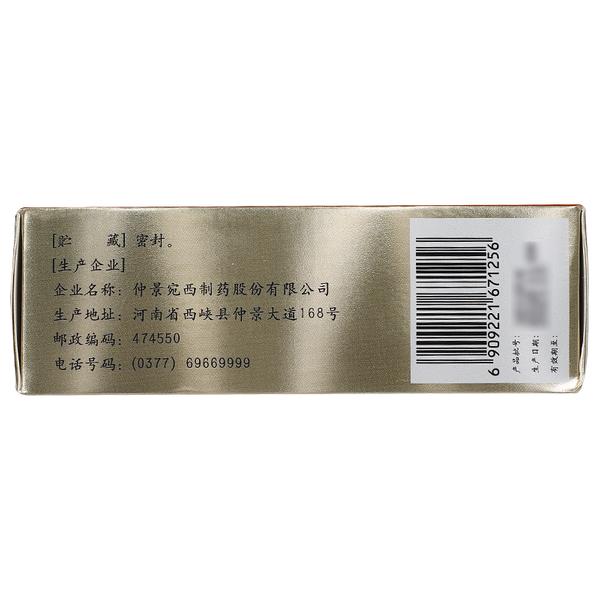 [贮 藏] 密封。
[生产企业]
企业名称：仲景宛西制药股份有限公司
生产地址：河南省西峡县仲景大道168号
邮政编码：474550
电话号码：(0377) 69669999
6 909221 671256
产品批号：
生产日期：
有效期至：